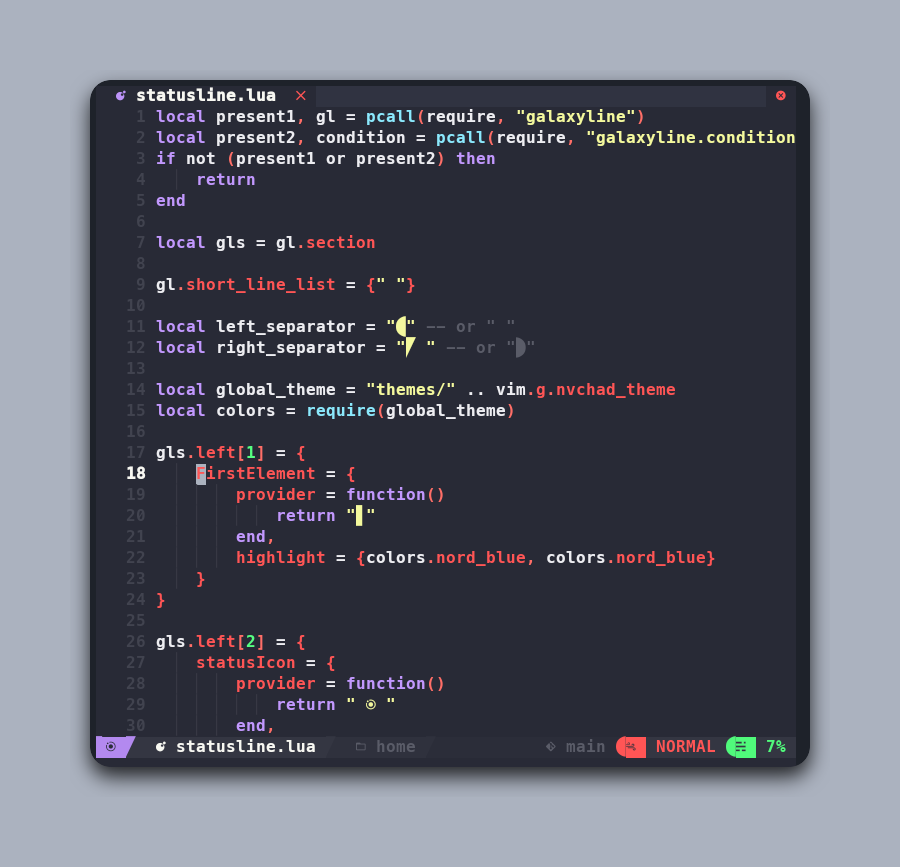 statusline.lua
1 local present1, gl = pcall(require, "galaxyline")
2 local present2, condition = pcall(require, "galaxyline.condition
3 if not (present1 or present2) then
4 return
5 end
6
7 local gls = gl.section
8
9 gl.short_line_list = {" "}
10
11 local left_separator = "" -- or " "
12 local right_separator = " " -- or ""
13
14 local global_theme = "themes/" .. vim.g.nvchad_theme
15 local colors = require(global_theme)
16
17 gls.left[1] = {
18 FirstElement = {
19 provider = function()
20 return "▋"
21 end,
22 highlight = {colors.nord_blue, colors.nord_blue}
23 }
24 }
25
26 gls.left[2] = {
27 statusIcon = {
28 provider = function()
29 return "  "
30 end,
statusline.lua home main NORMAL 7%